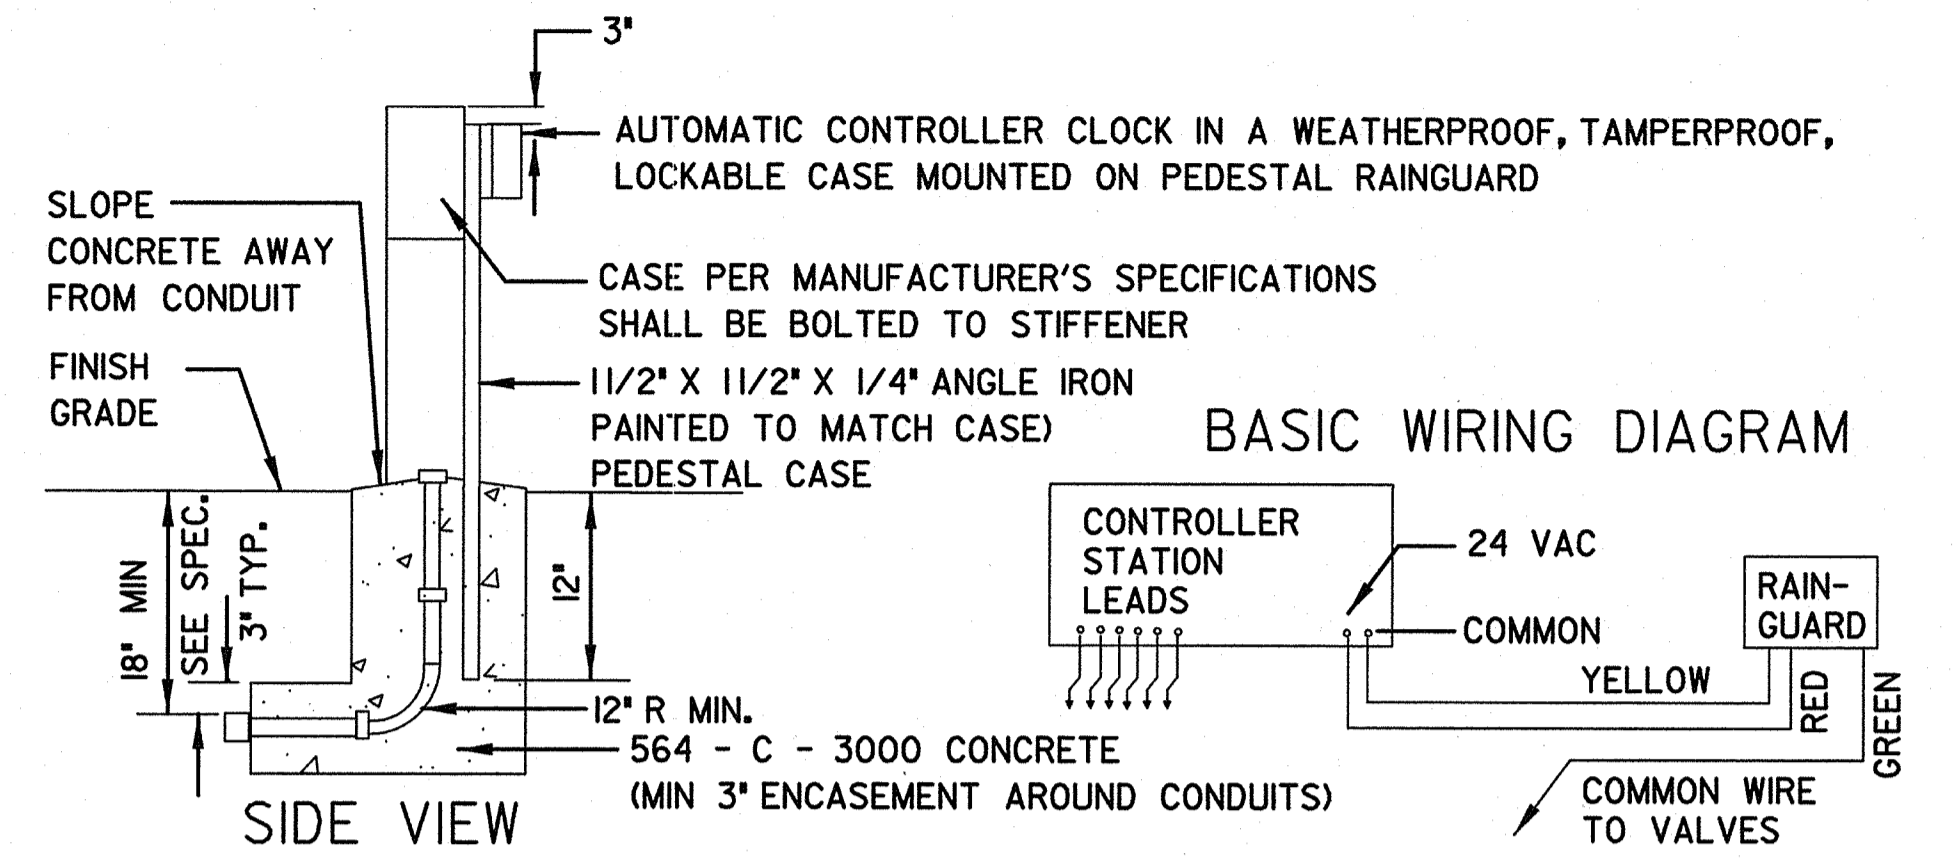 3"
AUTOMATIC CONTROLLER CLOCK IN A WEATHERPROOF, TAMPERPROOF,
LOCKABLE CASE MOUNTED ON PEDESTAL RAINGUARD
SLOPE
CONCRETE AWAY
FROM CONDUIT
CASE PER MANUFACTURER'S SPECIFICATIONS
SHALL BE BOLTED TO STIFFENER
FINISH
GRADE
11/2" X 11/2" X 1/4" ANGLE IRON
PAINTED TO MATCH CASE)
PEDESTAL CASE
18" MIN
SEE SPEC.
3" TYP.
12"
12" R MIN.
564 - C - 3000 CONCRETE
(MIN 3" ENCASEMENT AROUND CONDUITS)
SIDE VIEW
BASIC WIRING DIAGRAM
CONTROLLER
STATION
LEADS
24 VAC
COMMON
RAIN-
GUARD
YELLOW
RED
GREEN
COMMON WIRE
TO VALVES